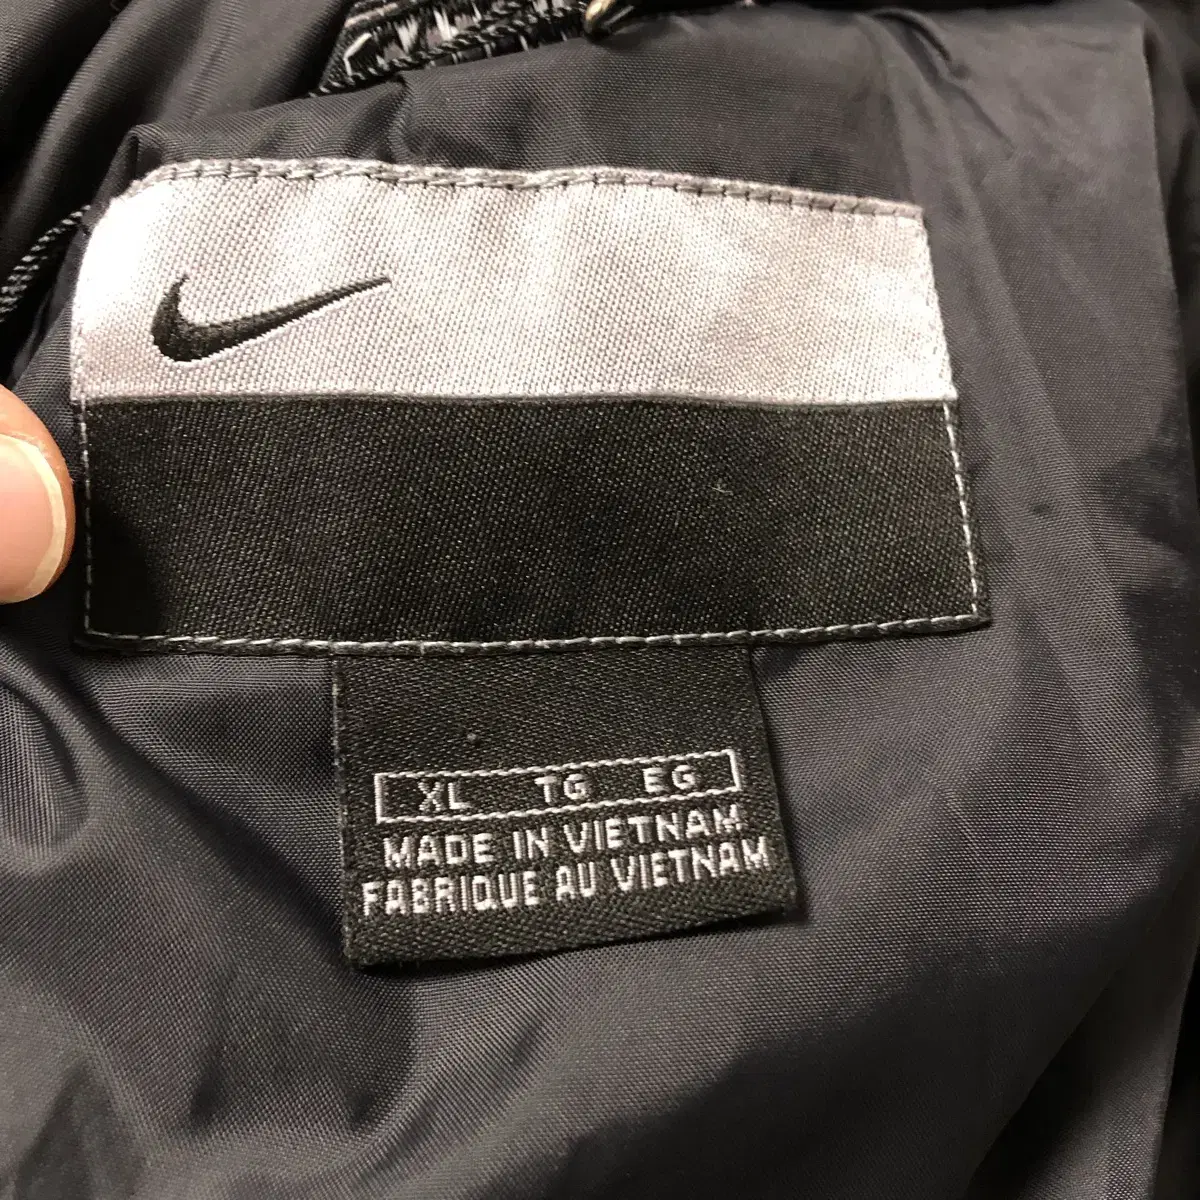 XL TG EG
MADE IN VIETNAM
FABRIQUE AU VIETNAM